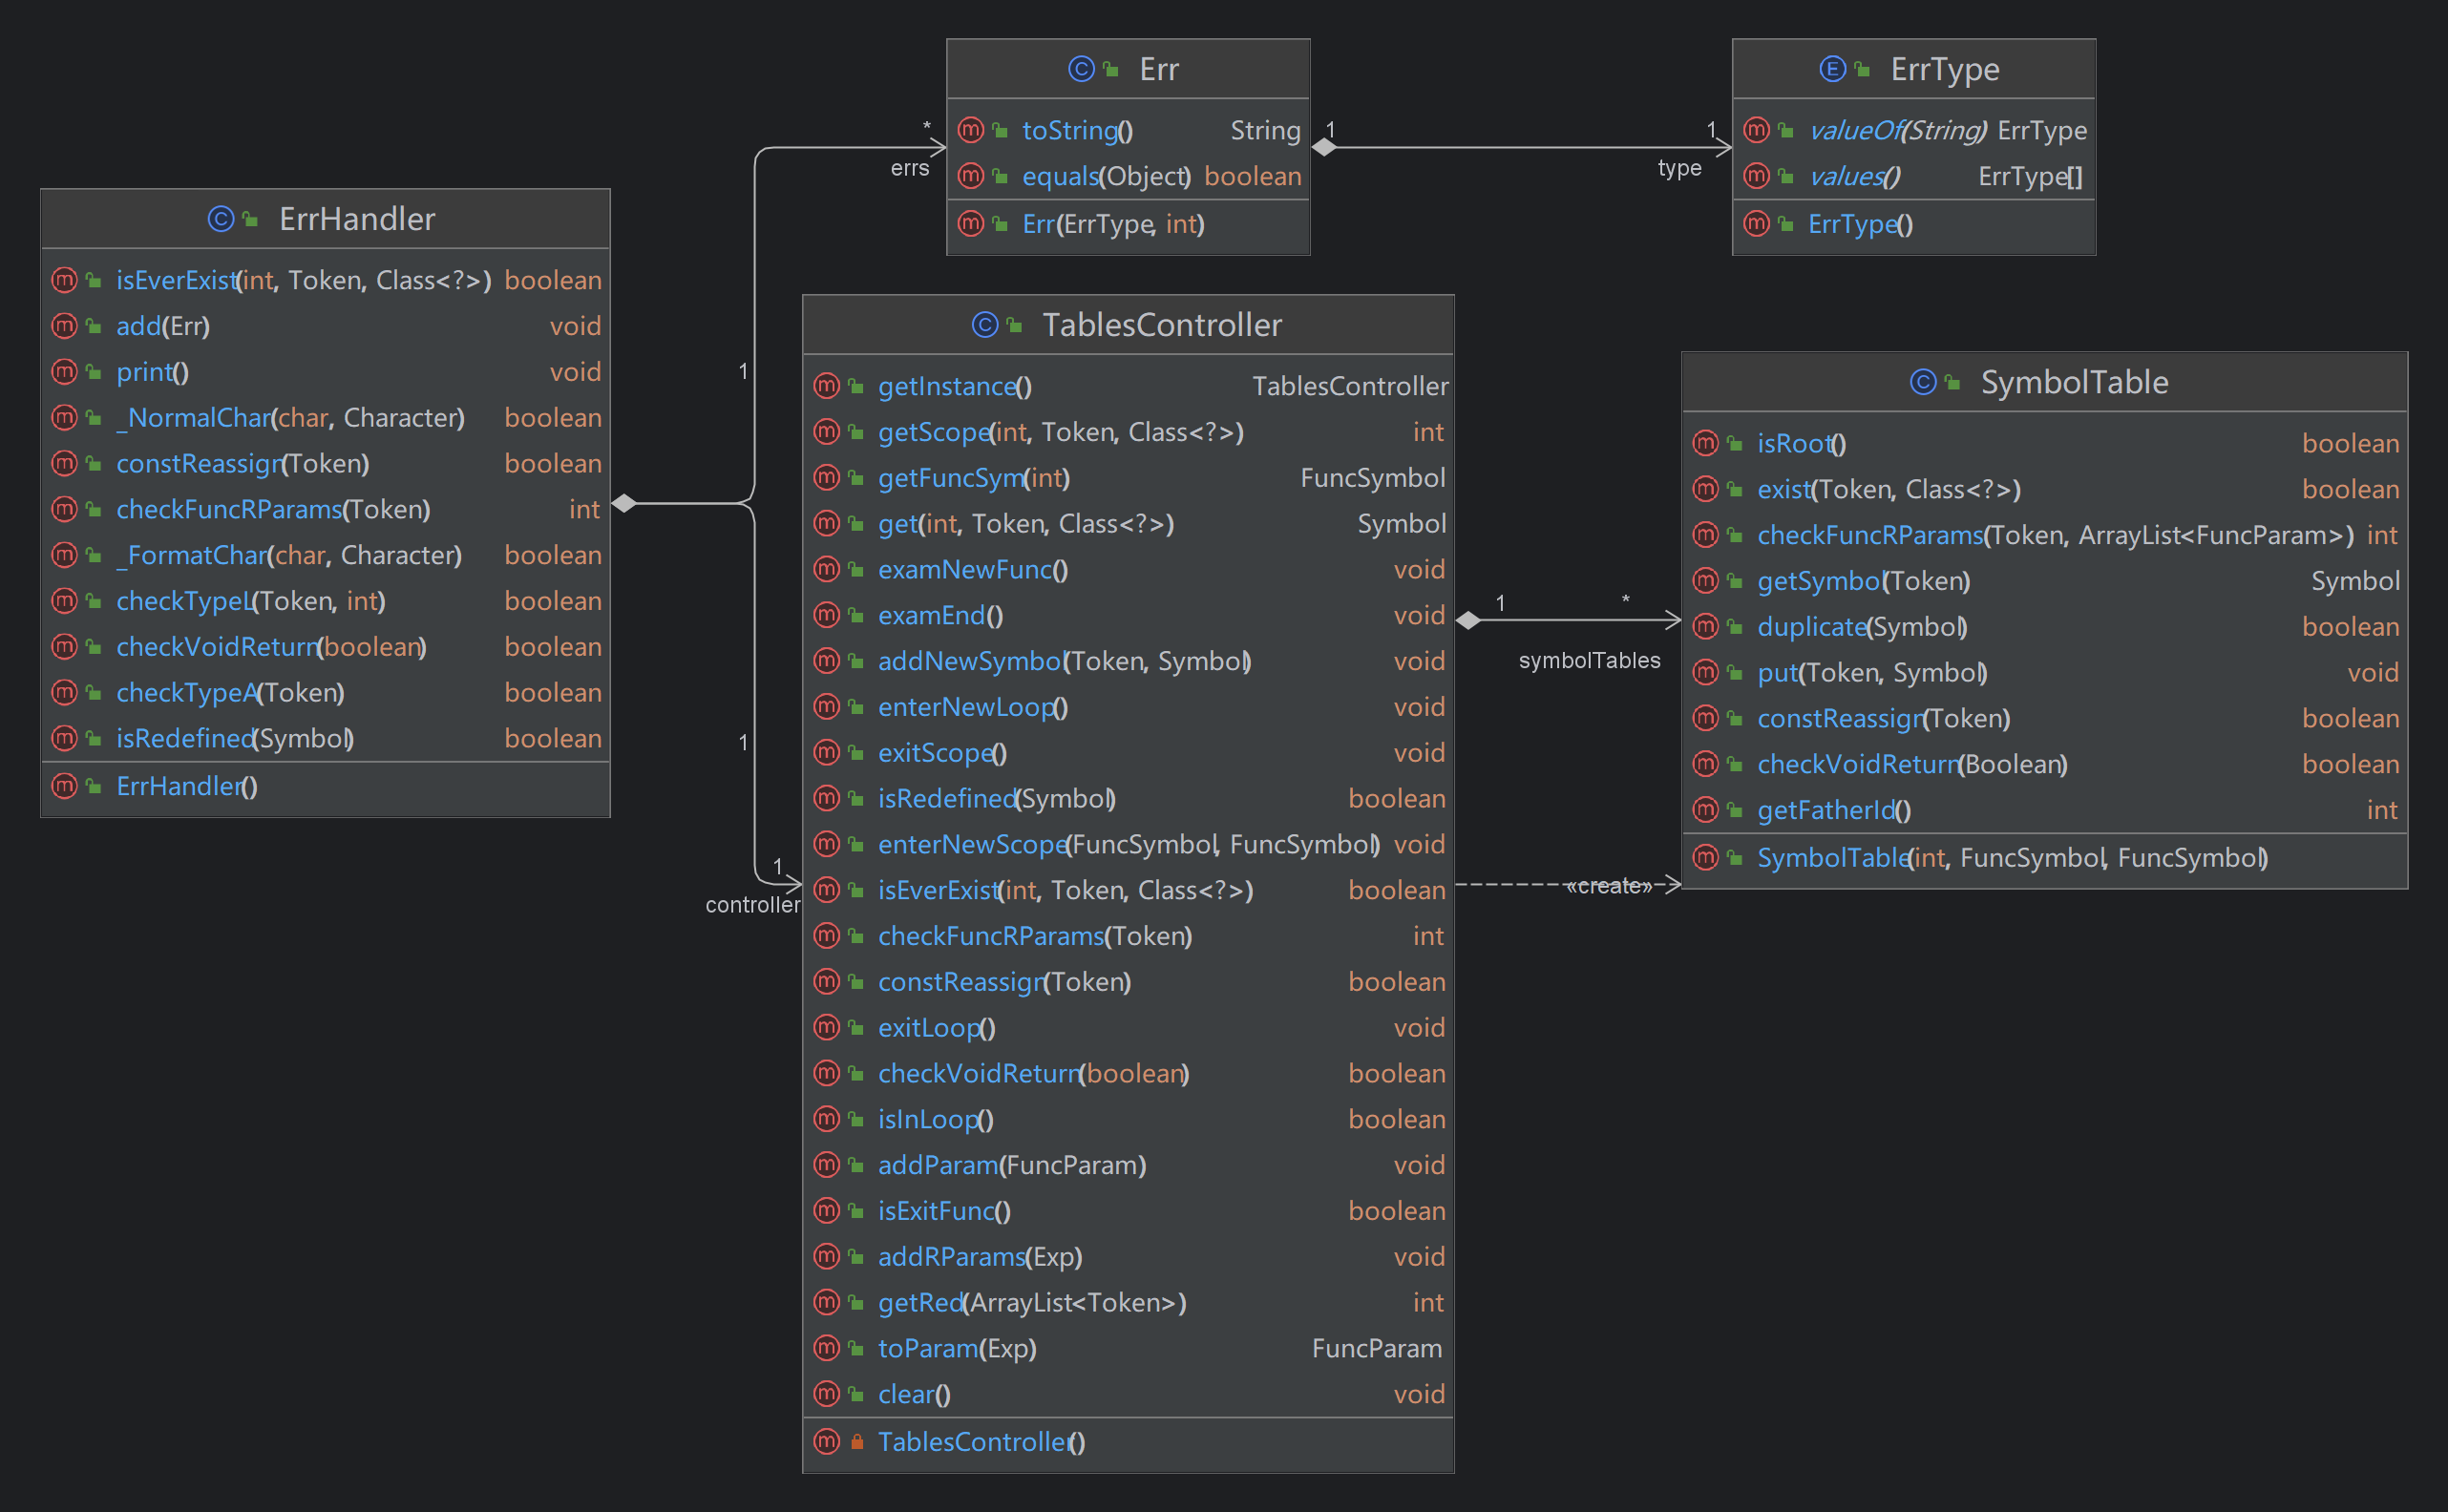 ErrHandler
isEverExist(int, Token, Class<?>) boolean
add(Err) void
print() void
_NormalChar(char, Character) boolean
constReassign(Token) boolean
checkFuncRParams(Token) int
_FormatChar(char, Character) boolean
checkTypeL(Token, int) boolean
checkVoidReturn(boolean) boolean
checkTypeA(Token) boolean
isRedefined(Symbol) boolean
ErrHandler()
1
*
errs
1
1
controller
Err
toString() String
equals(Object) boolean
Err(ErrType, int)
1
1
type
ErrType
valueOf(String) ErrType
values() ErrType[]
ErrType()
TablesController
getInstance() TablesController
getScope(int, Token, Class<?>) int
getFuncSym(int) FuncSymbol
get(int, Token, Class<?>) Symbol
examNewFunc() void
examEnd() void
addNewSymbol(Token, Symbol) void
enterNewLoop() void
exitScope() void
isRedefined(Symbol) boolean
enterNewScope(FuncSymbol, FuncSymbol) void
isEverExist(int, Token, Class<?>) boolean
checkFuncRParams(Token) int
constReassign(Token) boolean
exitLoop() void
checkVoidReturn(boolean) boolean
isInLoop() boolean
addParam(FuncParam) void
isExitFunc() boolean
addRParams(Exp) void
getRed(ArrayList<Token>) int
toParam(Exp) FuncParam
clear() void
TablesController()
1
*
symbolTables
«create»
SymbolTable
isRoot() boolean
exist(Token, Class<?>) boolean
checkFuncRParams(Token, ArrayList<FuncParam>) int
getSymbol(Token) Symbol
duplicate(Symbol) boolean
put(Token, Symbol) void
constReassign(Token) boolean
checkVoidReturn(Boolean) boolean
getFatherId() int
SymbolTable(int, FuncSymbol, FuncSymbol)